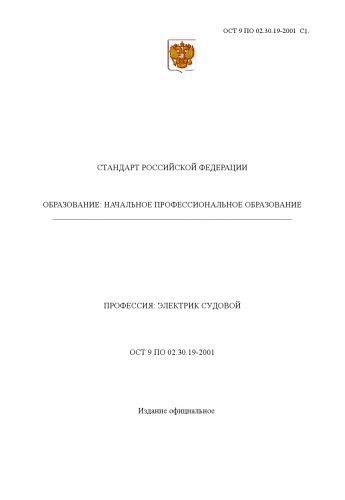 ОСТ 9 ПО 02.30.19-2001 С1.
СТАНДАРТ РОССИЙСКОЙ ФЕДЕРАЦИИ
ОБРАЗОВАНИЕ: НАЧАЛЬНОЕ ПРОФЕССИОНАЛЬНОЕ ОБРАЗОВАНИЕ
ПРОФЕССИЯ: ЭЛЕКТРИК СУДОВОЙ
ОСТ 9 ПО 02.30.19-2001
Издание официальное